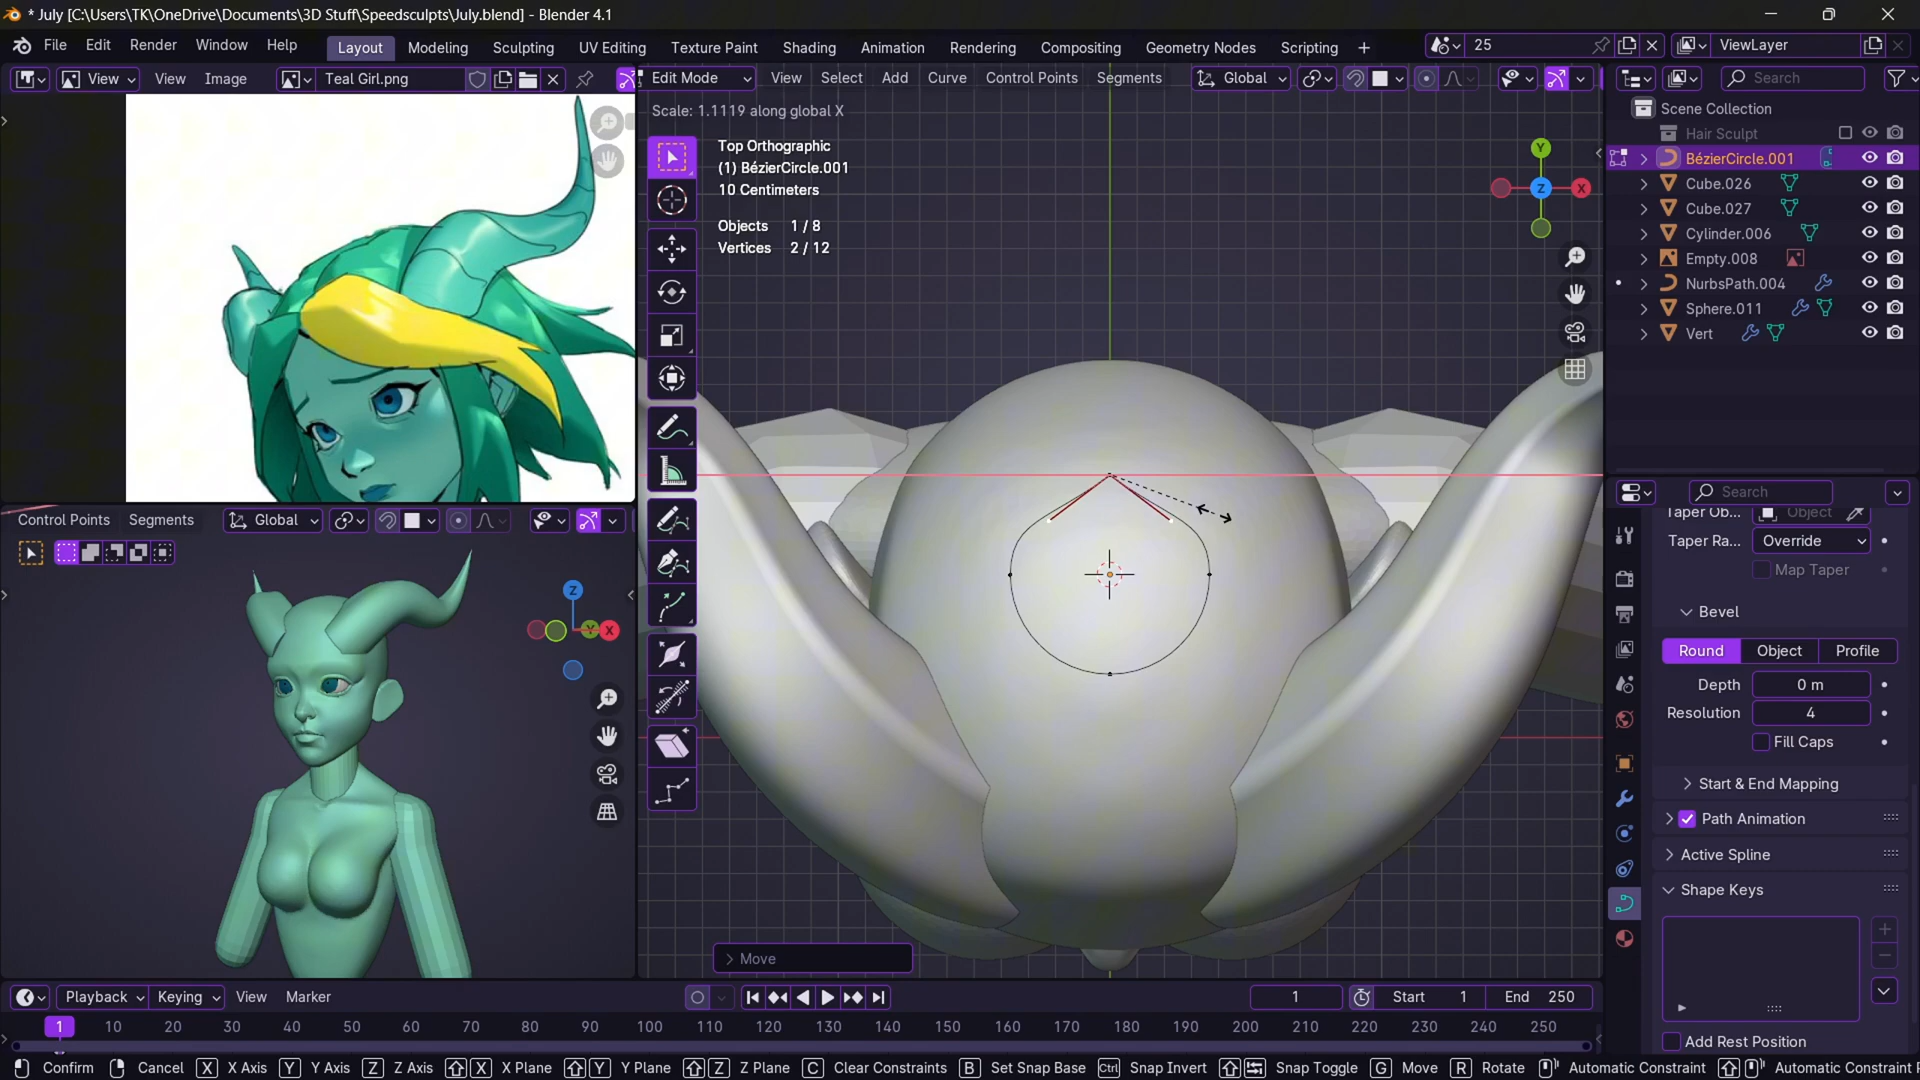 * July [C:\Users\TK\OneDrive\Documents\3D Stuff\Speedsculpts\July.blend] - Blender 4.1
File Edit Render Window Help Layout Modeling Sculpting UV Editing Texture Paint Shading Animation Rendering Compositing Geometry Nodes Scripting + 25 ViewLayer
View View Image Teal Girl.png
Edit Mode View Select Add Curve Control Points Segments Global
Search
Scale: 1.1119 along global X
Top Orthographic
(1) BézierCircle.001
10 Centimeters
Objects 1 / 8
Vertices 2 / 12
Y
X
Z
Scene Collection
Hair Sculpt
BézierCircle.001
Cube.026
Cube.027
Cylinder.006
Empty.008
NurbsPath.004
Sphere.011
Vert
Control Points Segments Global
Z
Y
X
Search
Taper Ob... Object
Taper Ra... Override
Map Taper
Bevel
Round Object Profile
Depth 0 m
Resolution 4
Fill Caps
Start & End Mapping
Path Animation
Active Spline
Shape Keys
Add Rest Position
Move
Playback Keying View Marker 1 Start 1 End 250
1 10 20 30 40 50 60 70 80 90 100 110 120 130 140 150 160 170 180 190 200 210 220 230 240 250
Confirm Cancel X X Axis Y Y Axis Z Z Axis X X Plane Y Y Plane Z Z Plane C Clear Constraints B Set Snap Base Ctrl Snap Invert Snap Toggle G Move R Rotate Automatic Constraint Automatic Constraint